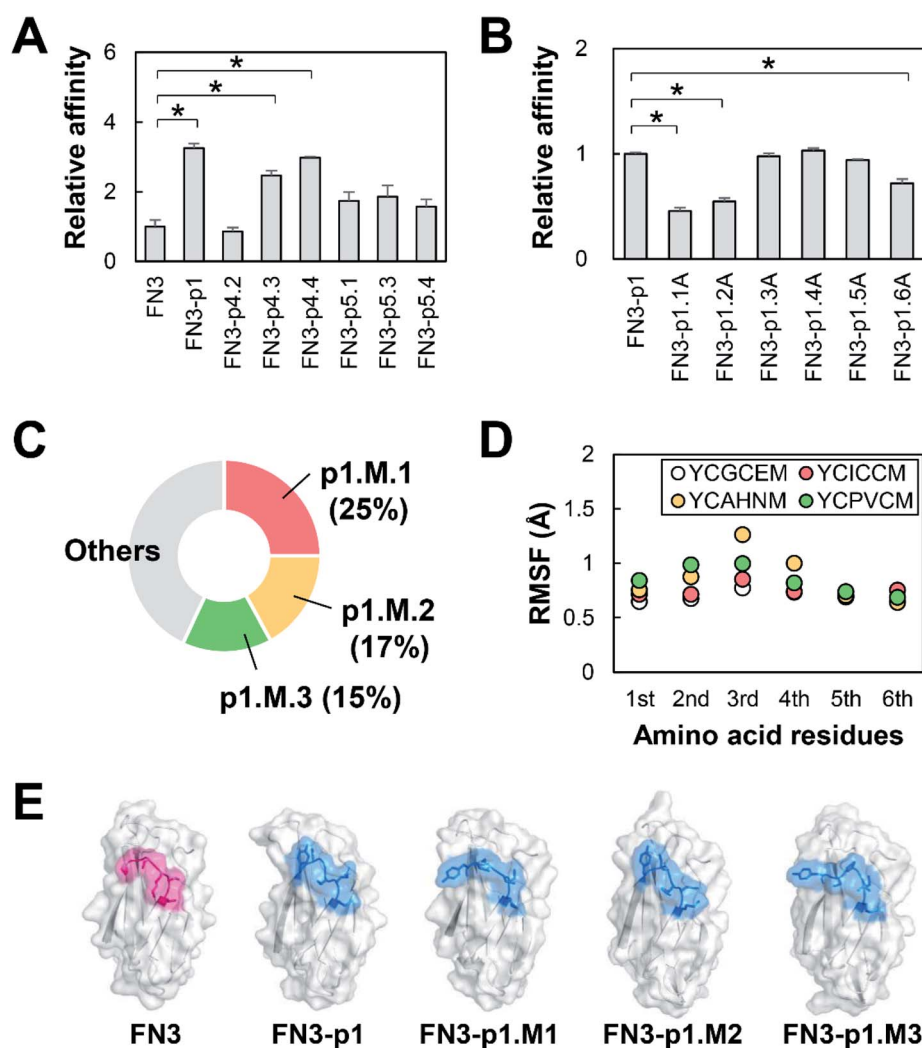 A
Relative affinity
6
4
2
0
*
*
*
FN3
FN3-p1
FN3-p4.2
FN3-p4.3
FN3-p4.4
FN3-p5.1
FN3-p5.3
FN3-p5.4
B
Relative affinity
2
1
0
*
*
*
FN3-p1
FN3-p1.1A
FN3-p1.2A
FN3-p1.3A
FN3-p1.4A
FN3-p1.5A
FN3-p1.6A
C
Others
p1.M.1
(25%)
p1.M.2
(17%)
p1.M.3 (15%)
D
RMSF (Å)
2
1.5
1
0.5
0
YCGCEM
YCICCM
YCAHNM
YCPVCM
1st
2nd
3rd
4th
5th
6th
Amino acid residues
E
FN3
FN3-p1
FN3-p1.M1
FN3-p1.M2
FN3-p1.M3